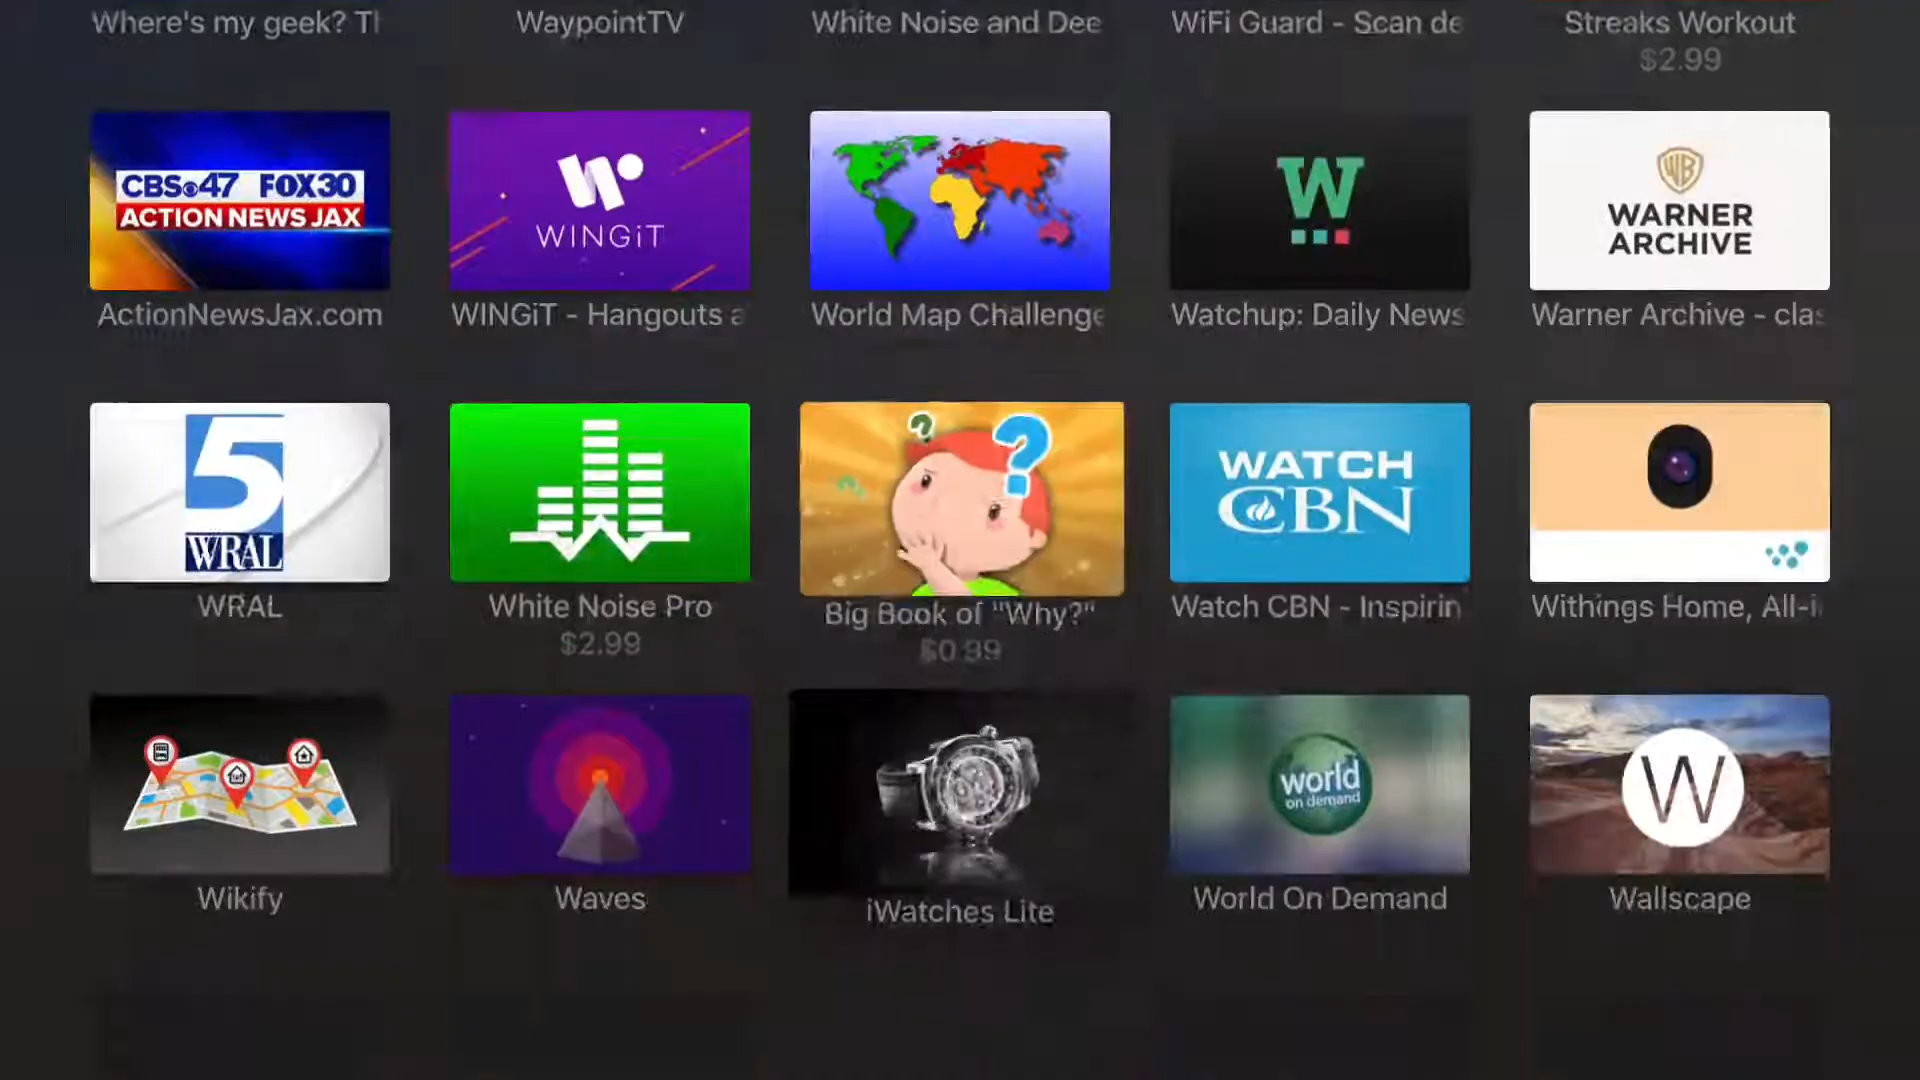 Where's my geek? T
WaypointTV
White Noise and Dee
WiFi Guard - Scan de
Streaks Workout
$2.99
CBS 47 FOX30
ACTION NEWS JAX
WINGiT
W
WB
WARNER
ARCHIVE
ActionNewsJax.com
WINGiT - Hangouts a
World Map Challenge
Watchup: Daily News
Warner Archive - clas
5
WRAL
? ? ?
WATCH
CBN
WRAL
White Noise Pro
$2.99
Big Book of "Why?"
$0.99
Watch CBN - Inspirin
Withings Home, All-i
world
on demand
W
Wikify
Waves
iWatches Lite
World On Demand
Wallscape